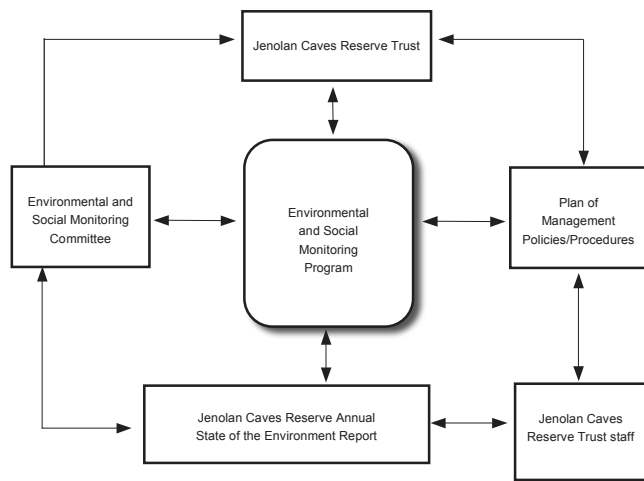 Jenolan Caves Reserve Trust
Environmental and
Social Monitoring
Committee
Environmental
and Social
Monitoring
Program
Plan of
Management
Policies/Procedures
Jenolan Caves Reserve Annual
State of the Environment Report
Jenolan Caves
Reserve Trust staff